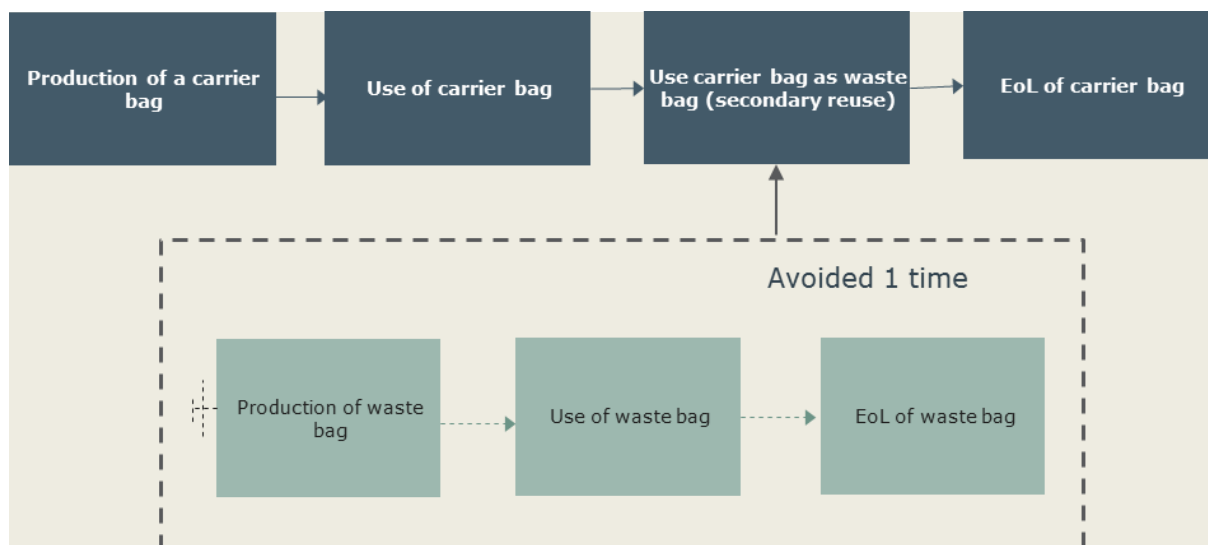 Production of a carrier
bag
Use of carrier bag
Use carrier bag as waste
bag (secondary reuse)
EoL of carrier bag
Avoided 1 time
Production of waste
bag
Use of waste bag
EoL of waste bag